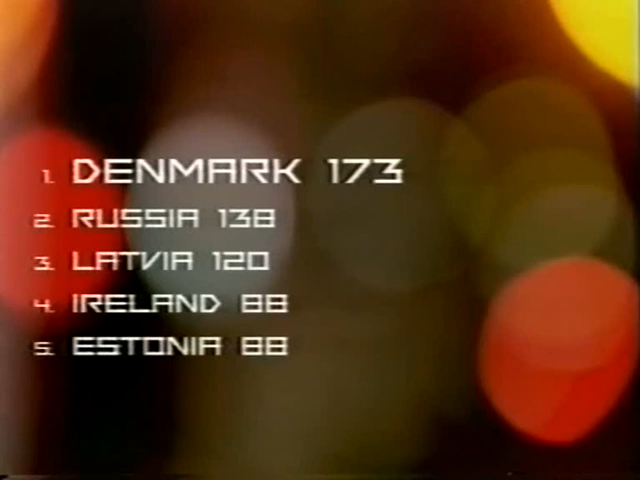 1. DENMARK 173
2. RUSSIA 138
3. LATVIA 120
4. IRELAND 88
5. ESTONIA 88